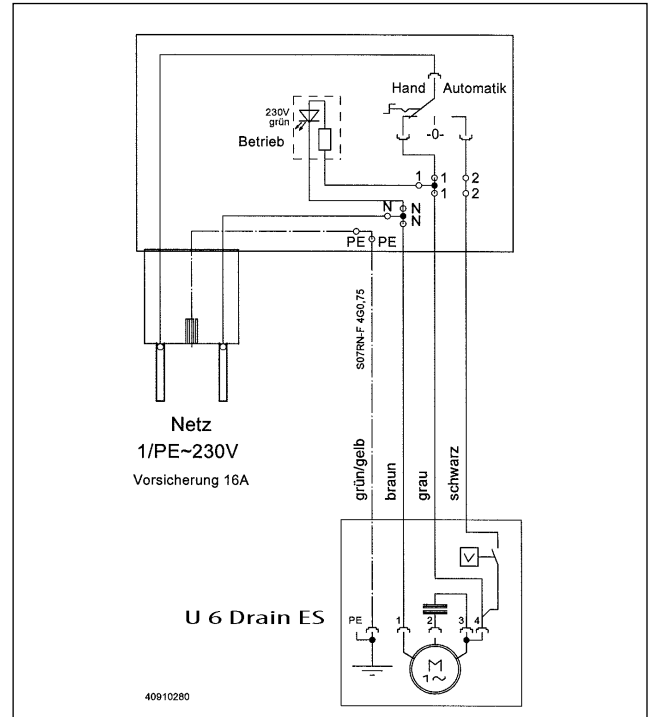 Hand Automatik
230V
grün
Betrieb
-0-
1 1 2
1 2
N N
N
PE PE
S07RN-F 4G0,75
Netz
1/PE~230V
Vorsicherung 16A
grün/gelb
braun
grau
schwarz
U 6 Drain ES
PE 1 2 3 4
M
1~
40910280